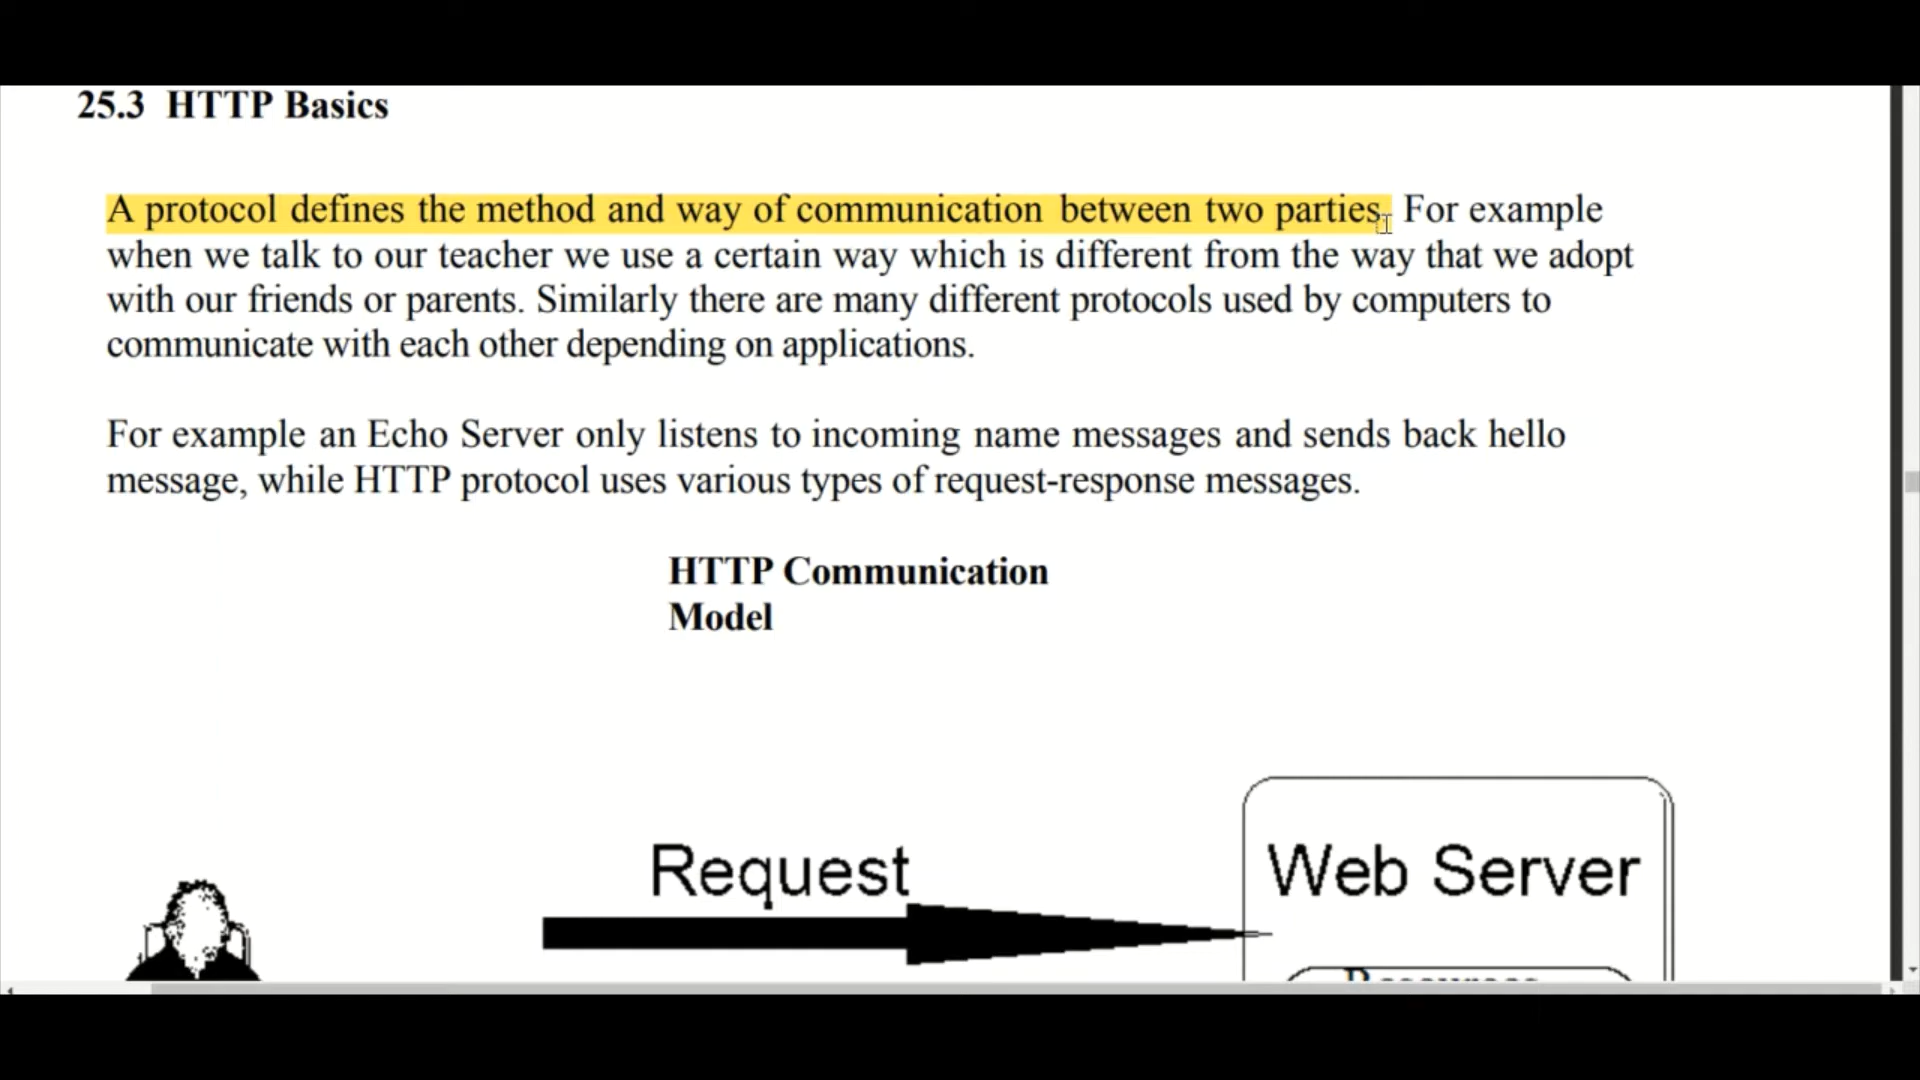 25.3 HTTP Basics
A protocol defines the method and way of communication between two parties. For example
when we talk to our teacher we use a certain way which is different from the way that we adopt
with our friends or parents. Similarly there are many different protocols used by computers to
communicate with each other depending on applications.
For example an Echo Server only listens to incoming name messages and sends back hello
message, while HTTP protocol uses various types of request-response messages.
HTTP Communication
Model
Request
Web Server